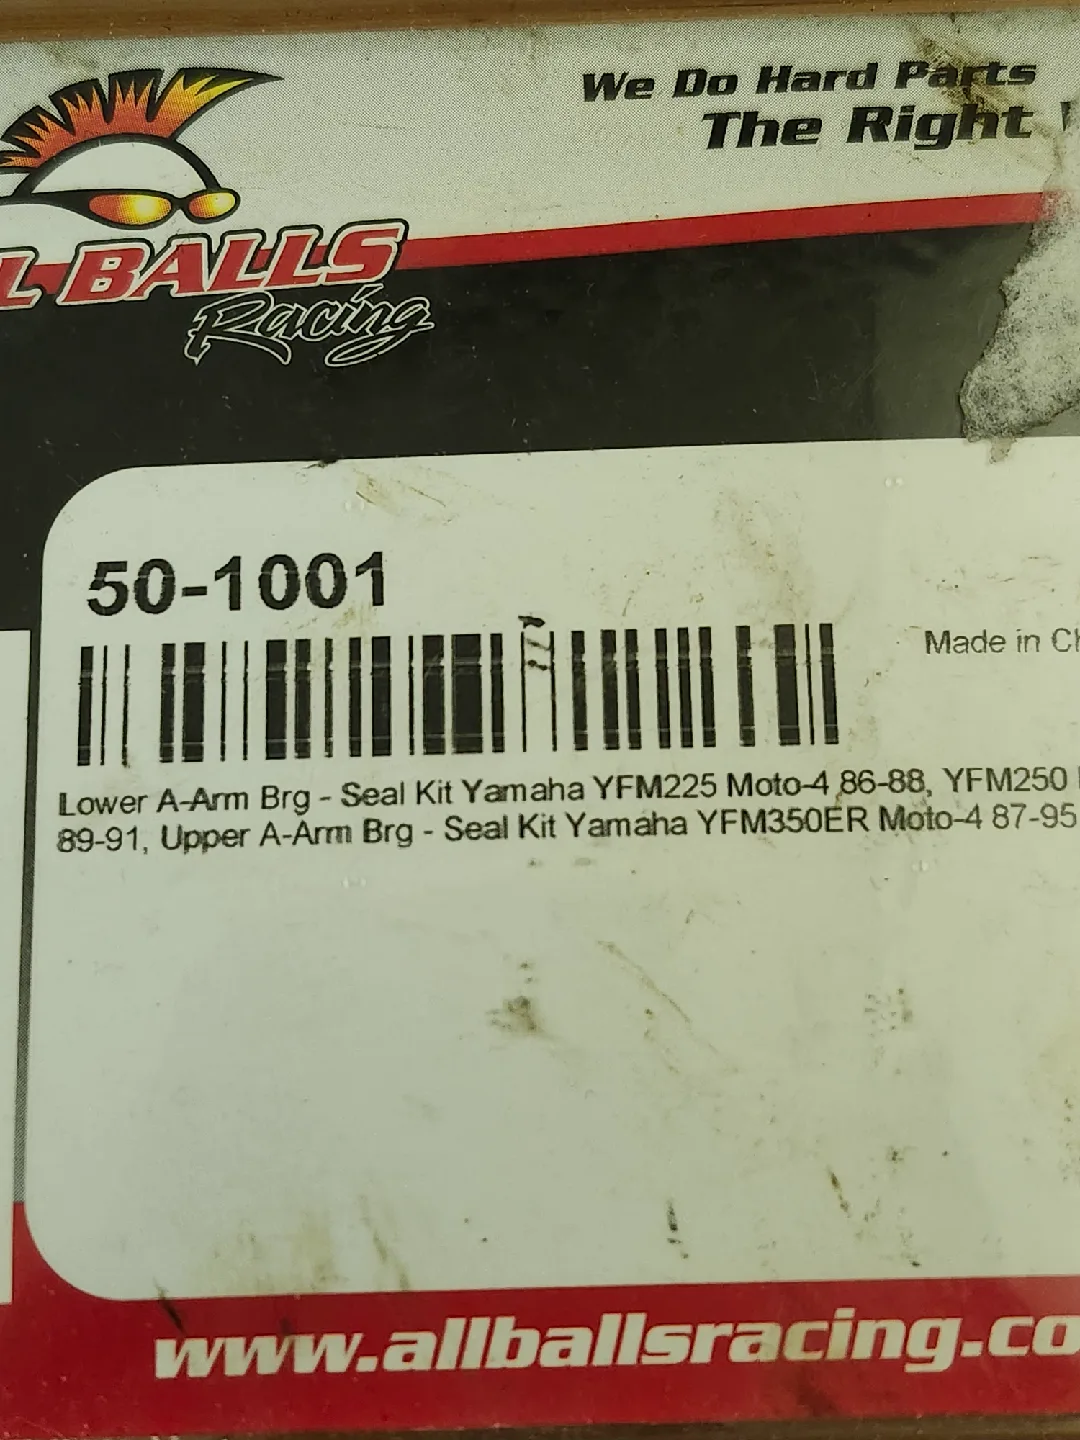 We Do Hard Parts
The Right
BALLS
Racing
50-1001
Made in
Lower A-Arm Brg - Seal Kit Yamaha YFM225 Moto-4 86-88, YFM250
89-91, Upper A-Arm Brg - Seal Kit Yamaha YFM350ER Moto-4 87-95
www.allballsracing.co